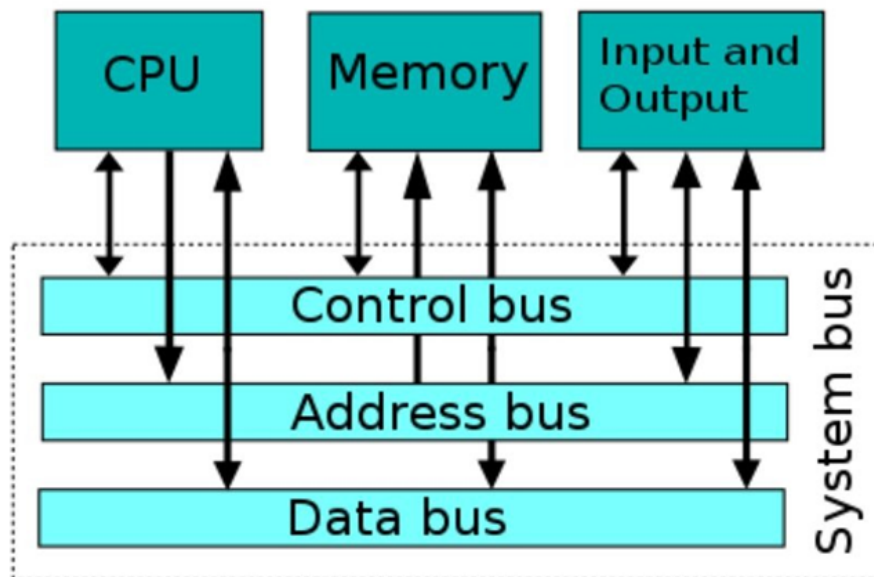 CPU
Memory
Input and
Output
Control bus
Address bus
Data bus
System bus